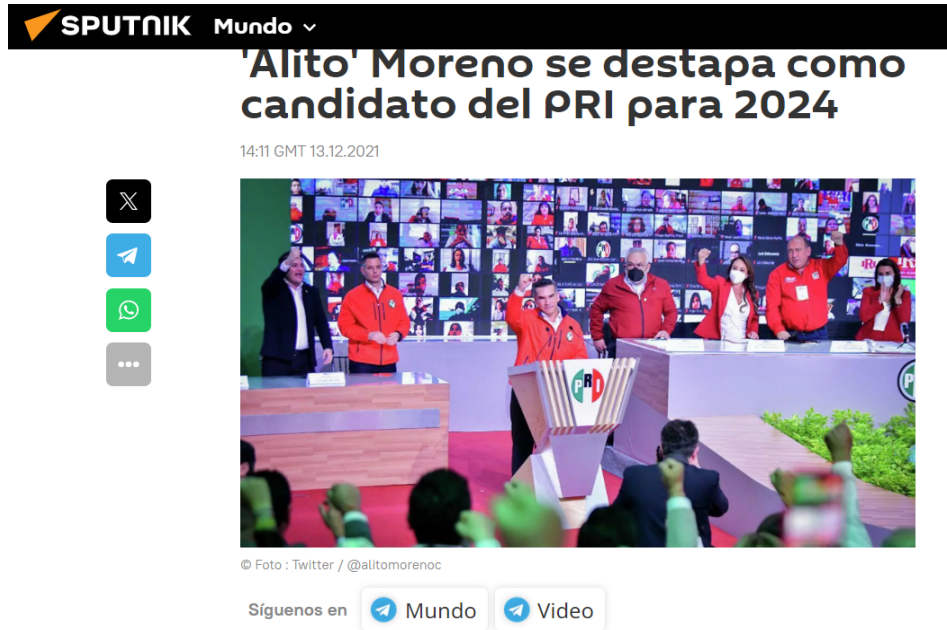 SPUTNIK Mundo
'Alito' Moreno se destapa como
candidato del PRI para 2024
14:11 GMT 13.12.2021
PRI
© Foto : Twitter / @alitomorenoc
Síguenos en Mundo Video